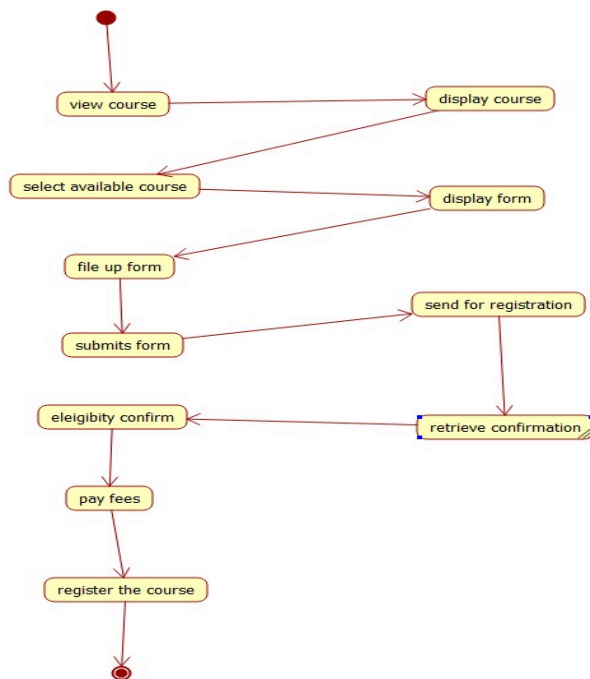 view course
display course
select available course
display form
file up form
send for registration
submits form
eleigibity confirm
retrieve confirmation
pay fees
register the course